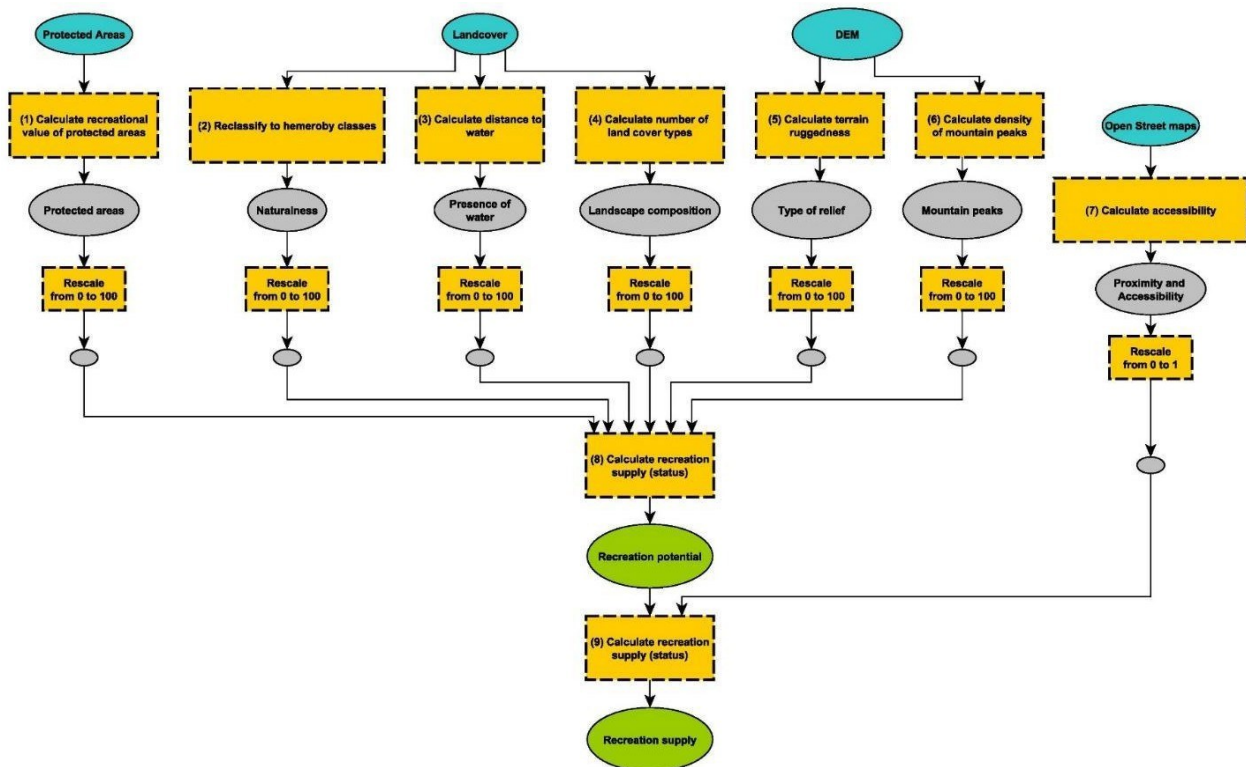 Protected Areas
Landcover
DEM
Open Street maps
(1) Calculate recreational
value of protected areas
(2) Reclassify to hemeroby classes
(3) Calculate distance to
water
(4) Calculate number of
land cover types
(5) Calculate terrain
ruggedness
(6) Calculate density
of mountain peaks
(7) Calculate accessibility
Protected areas
Naturalness
Presence of
water
Landscape composition
Type of relief
Mountain peaks
Proximity and
Accessibility
Rescale
from 0 to 100
Rescale
from 0 to 100
Rescale
from 0 to 100
Rescale
from 0 to 100
Rescale
from 0 to 100
Rescale
from 0 to 100
Rescale
from 0 to 1
(8) Calculate recreation
supply (status)
Recreation potential
(9) Calculate recreation
supply (status)
Recreation supply